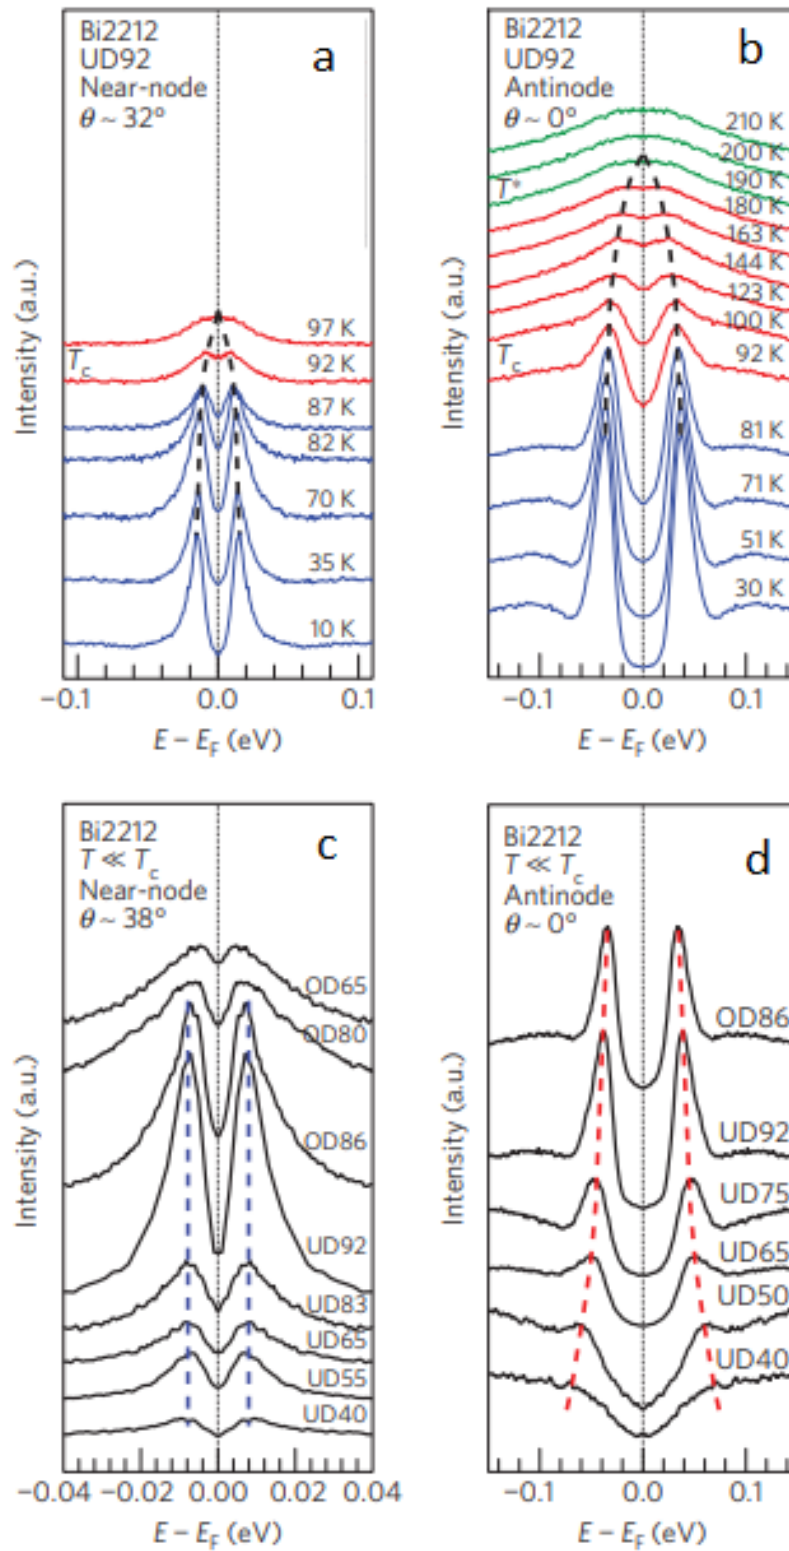 Bi2212
UD92
Near-node
θ ~ 32°
a
97 K
T_c
92 K
87 K
82 K
70 K
35 K
10 K
Intensity (a.u.)
−0.1 0.0 0.1
E − E_F (eV)
Bi2212
UD92
Antinode
θ ~ 0°
b
210 K
200 K
190 K
T*
180 K
163 K
144 K
123 K
100 K
T_c
92 K
81 K
71 K
51 K
30 K
Intensity (a.u.)
−0.1 0.0 0.1
E − E_F (eV)
Bi2212
T ≪ T_c
Near-node
θ ~ 38°
c
OD65
OD80
OD86
UD92
UD83
UD65
UD55
UD40
Intensity (a.u.)
−0.04 −0.02 0.00 0.02 0.04
E − E_F (eV)
Bi2212
T ≪ T_c
Antinode
θ ~ 0°
d
OD86
UD92
UD75
UD65
UD50
UD40
Intensity (a.u.)
−0.1 0.0 0.1
E − E_F (eV)